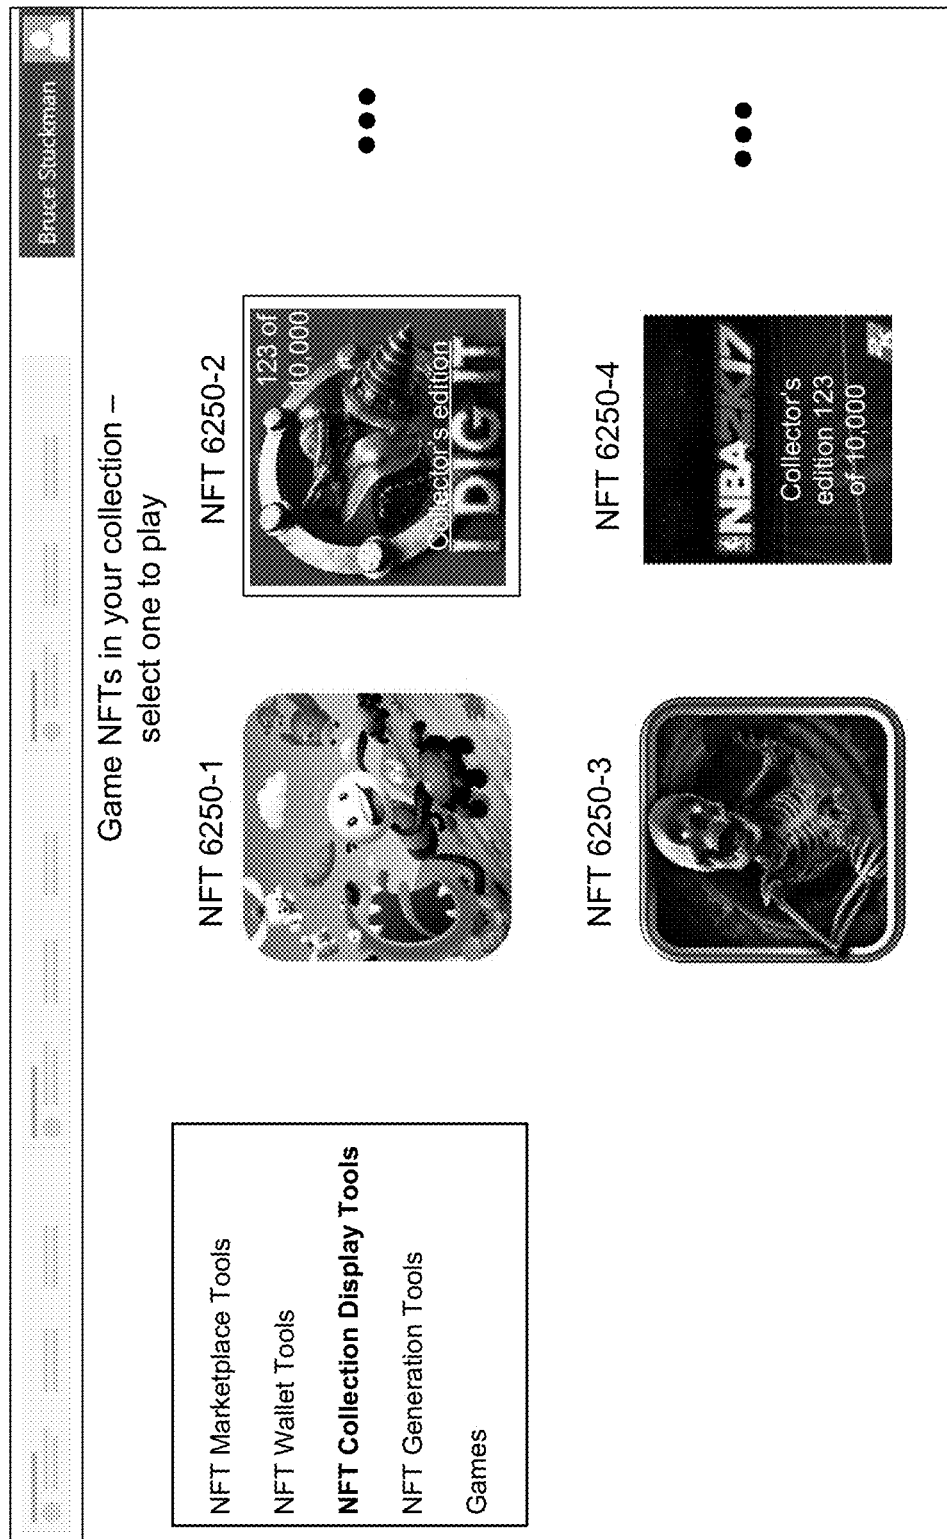 Bruce Stuckman
Game NFTs in your collection –
select one to play
NFT Marketplace Tools
NFT Wallet Tools
NFT Collection Display Tools
NFT Generation Tools
Games
NFT 6250-1
NFT 6250-2
123 of
10,000
Collector's edition
I DIG IT
NFT 6250-3
NFT 6250-4
NBA 2K17
Collector's
edition 123
of 10,000